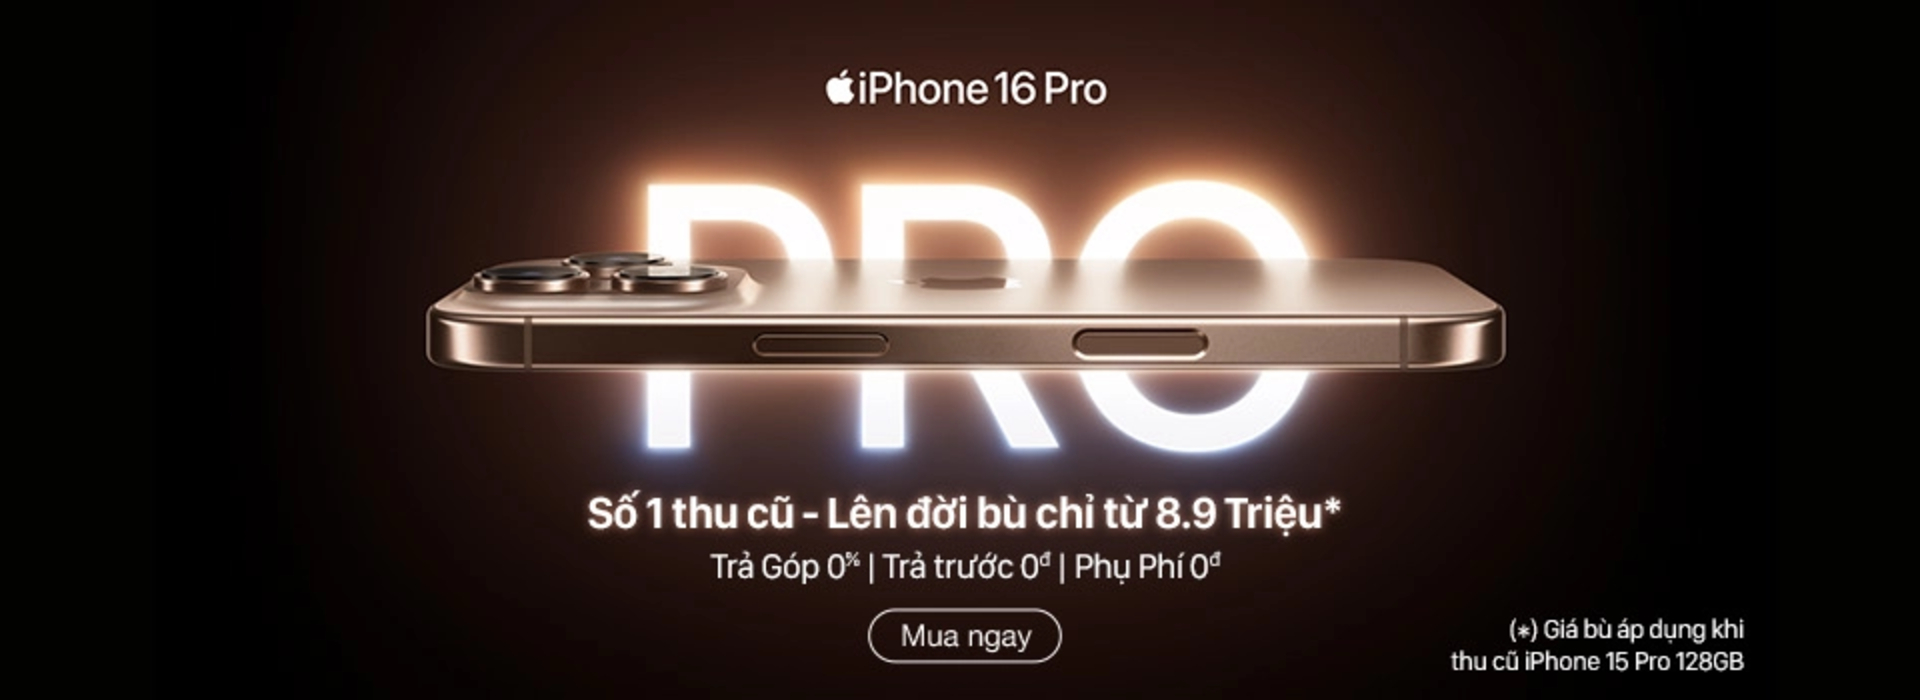 iPhone 16 Pro
PRO
Số 1 thu cũ - Lên đời bù chỉ từ 8.9 Triệu*
Trả Góp 0% | Trả trước 0đ | Phụ Phí 0đ
Mua ngay
(*) Giá bù áp dụng khi
thu cũ iPhone 15 Pro 128GB